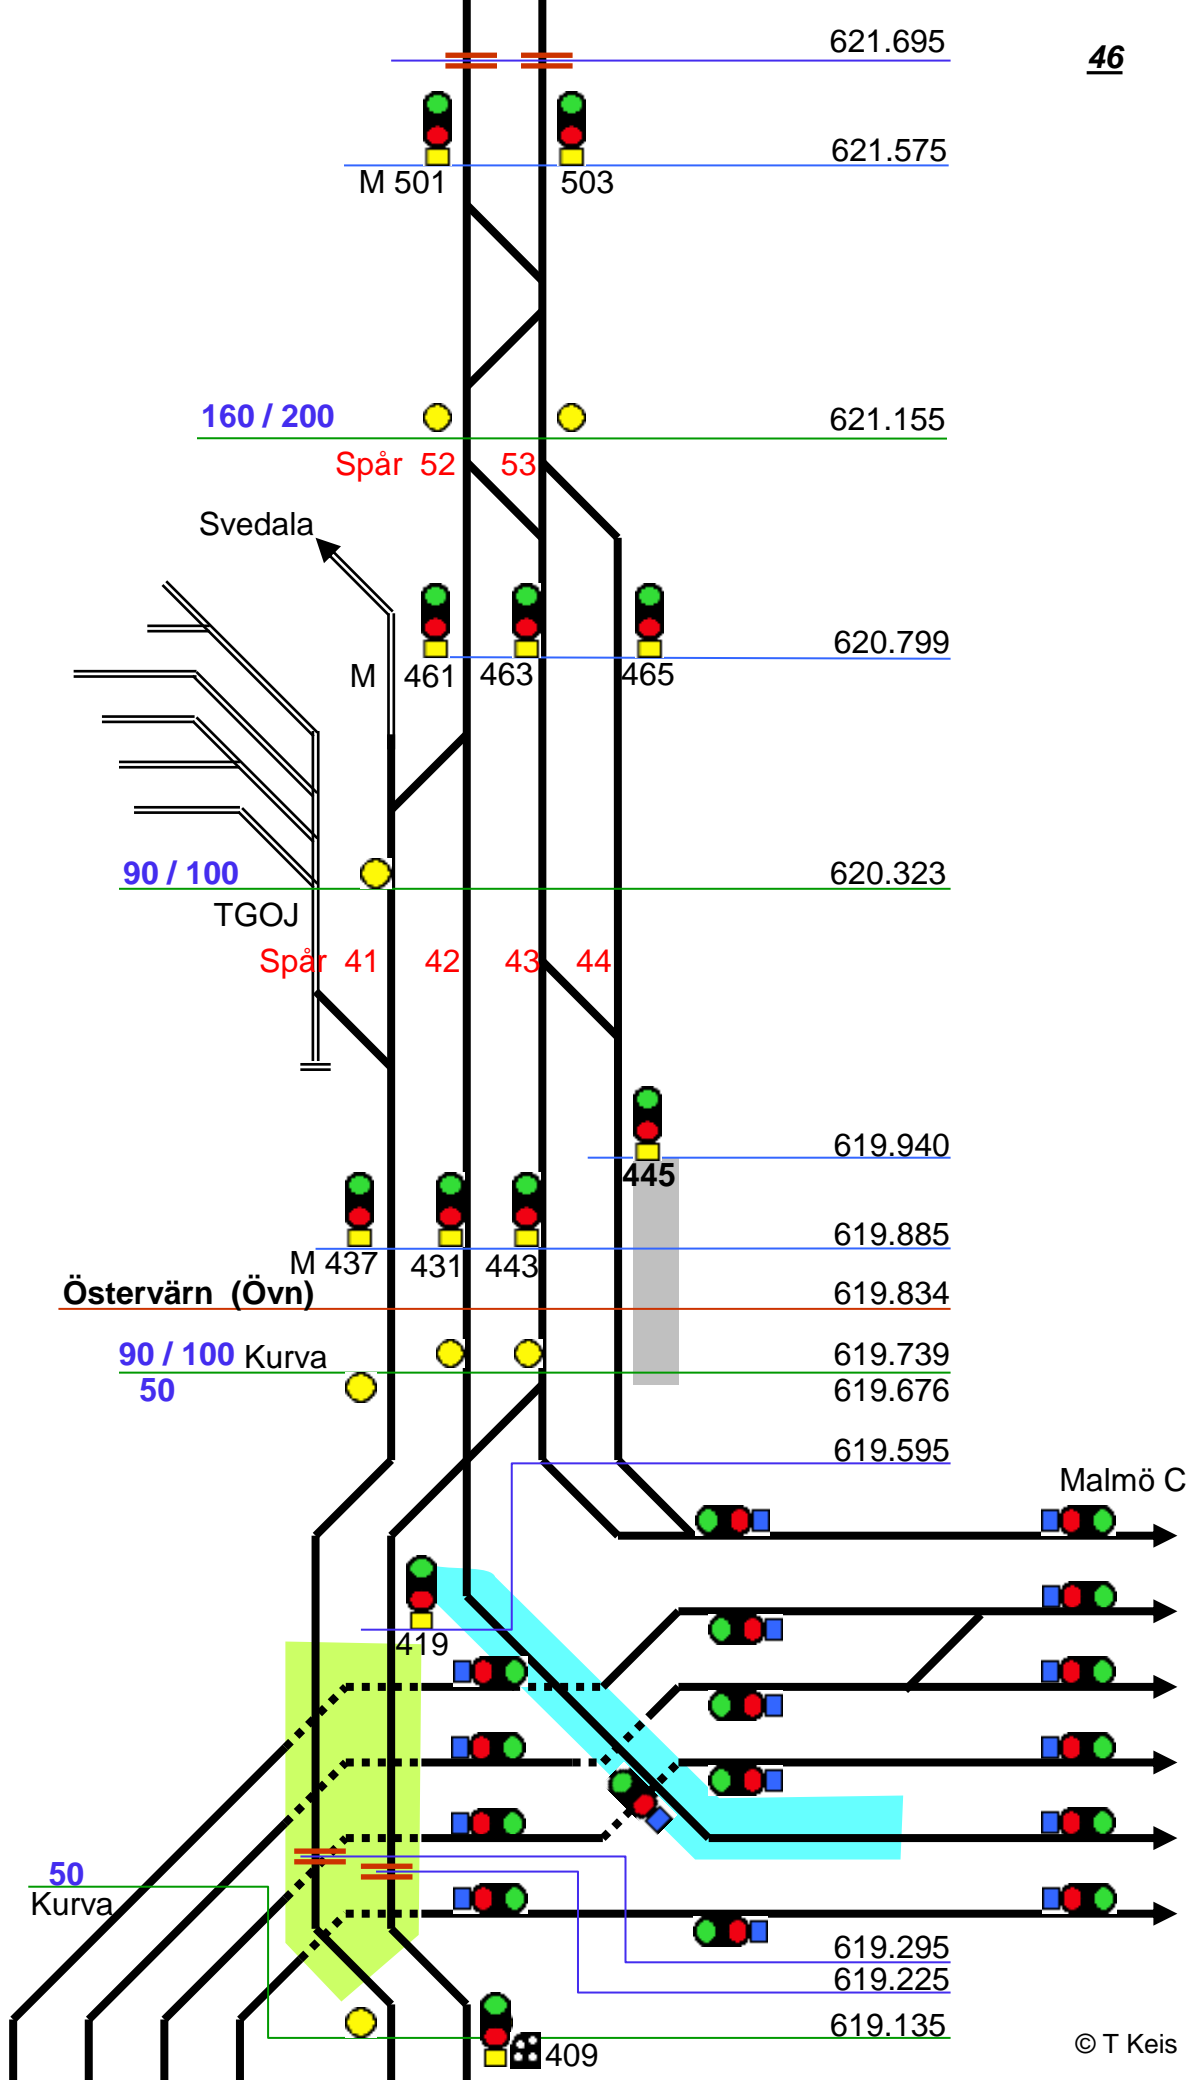 621.695
46
621.575
M 501 503
160 / 200 621.155
Spår 52 53
Svedala
620.799
M 461 463 465
90 / 100 620.323
TGOJ
Spår 41 42 43 44
619.940
445
619.885
M 437 431 443
Östervärn (Övn) 619.834
90 / 100 Kurva 619.739
50 619.676
619.595
Malmö C
419
50
Kurva
619.295
619.225
619.135
© T Keis
409